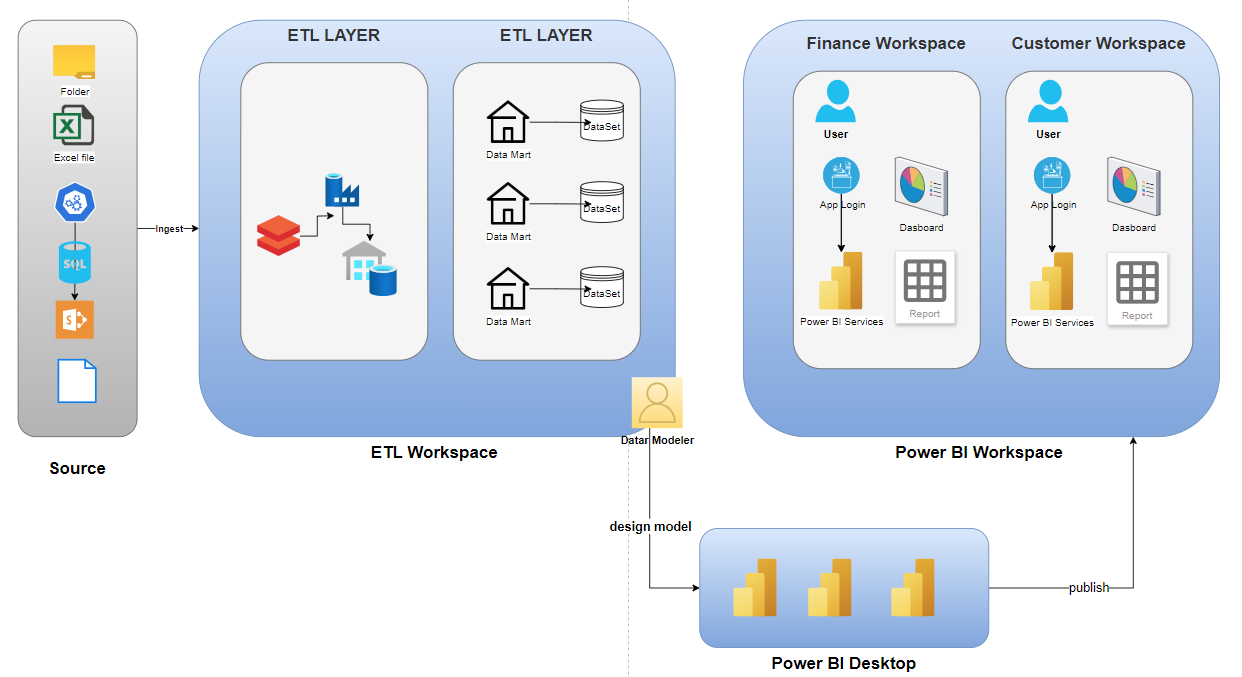 Folder
Excel file
SQL
S
Source
Ingest
ETL LAYER
ETL LAYER
Data Mart
DataSet
Data Mart
DataSet
Data Mart
DataSet
ETL Workspace
Datar Modeler
design model
Finance Workspace
User
App Login
Dasboard
Power BI Services
Report
Customer Workspace
User
App Login
Dasboard
Power BI Services
Report
Power BI Workspace
publish
Power BI Desktop